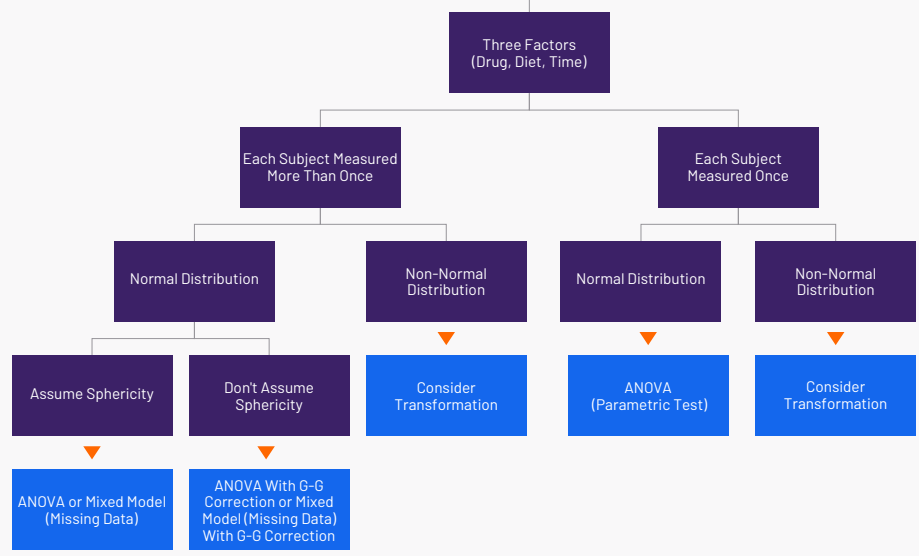 Three Factors
(Drug, Diet, Time)
Each Subject Measured
More Than Once
Each Subject
Measured Once
Normal Distribution
Non-Normal
Distribution
Normal Distribution
Non-Normal
Distribution
Assume Sphericity
Don't Assume
Sphericity
Consider
Transformation
ANOVA
(Parametric Test)
Consider
Transformation
ANOVA or Mixed Model
(Missing Data)
ANOVA With G-G
Correction or Mixed
Model (Missing Data)
With G-G Correction